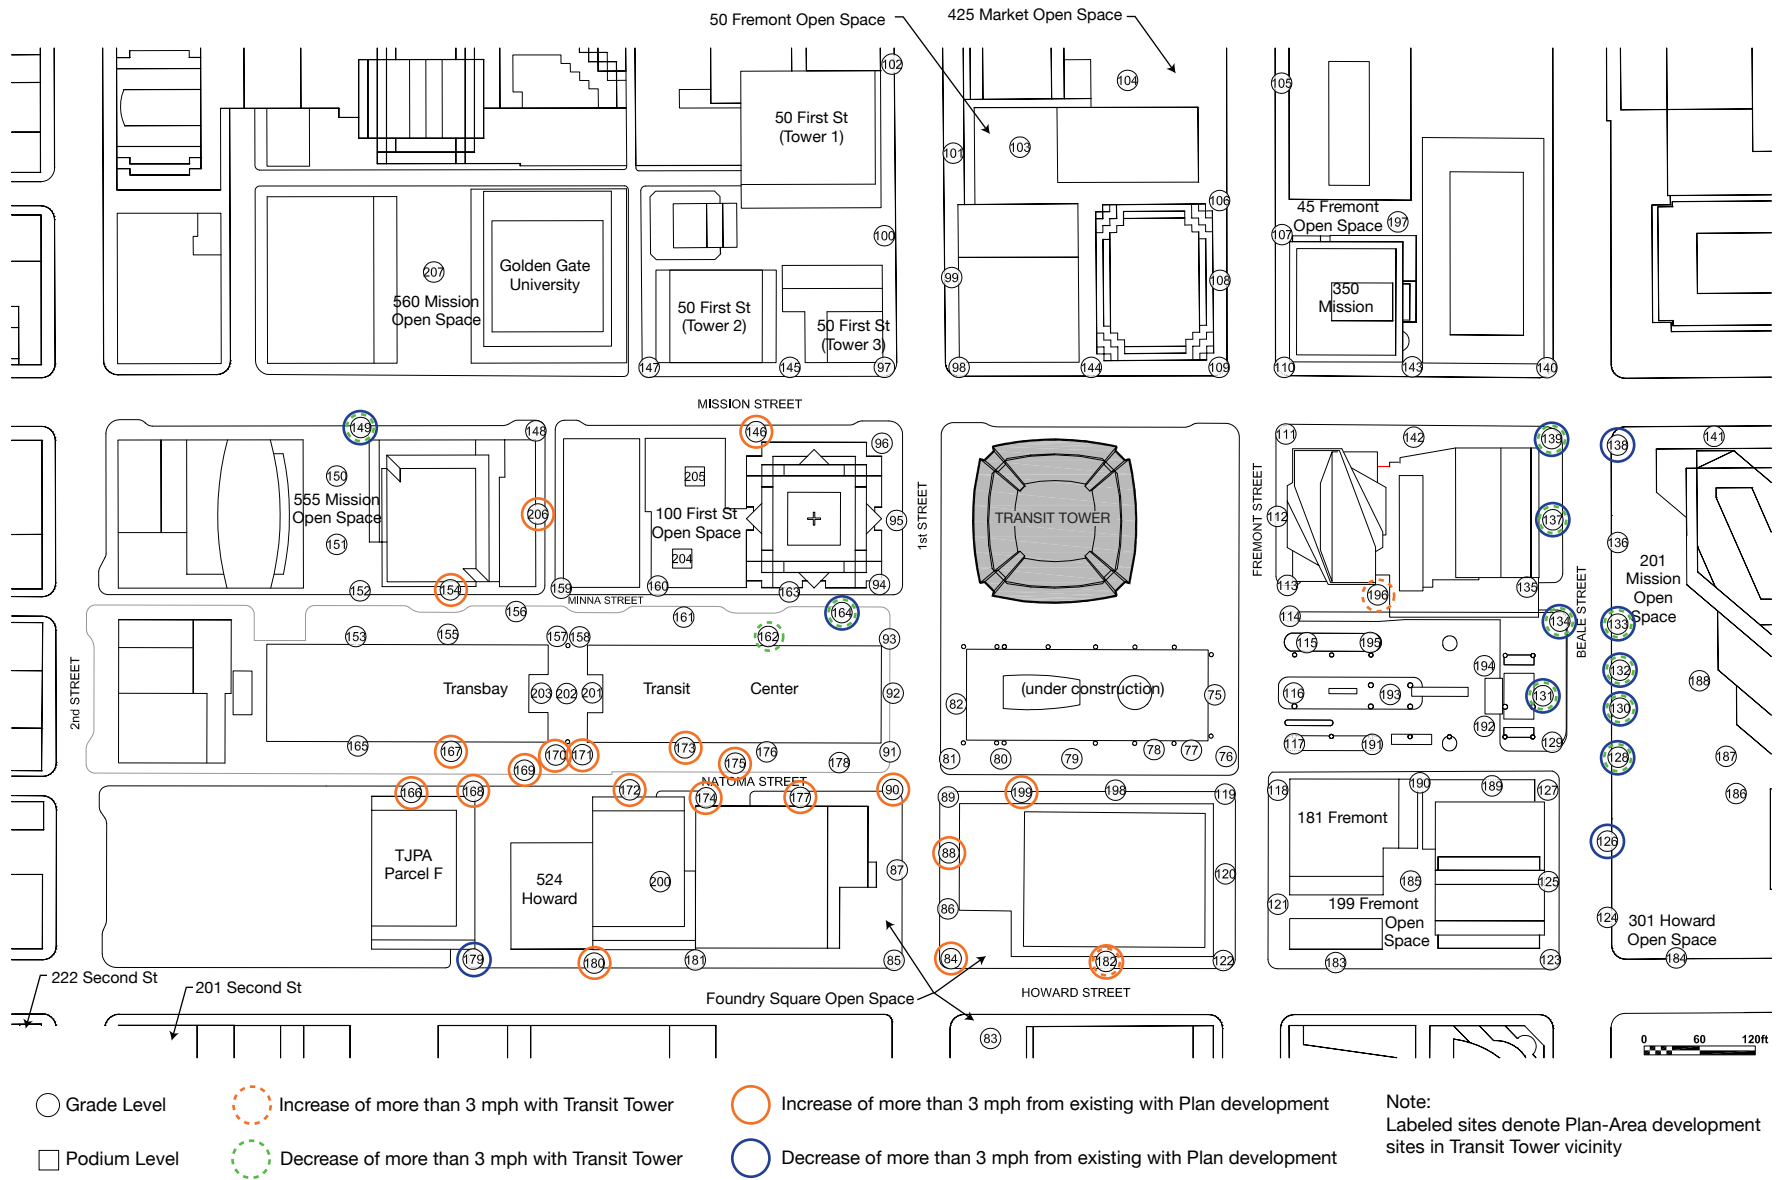 50 Fremont Open Space
425 Market Open Space
102
104
105
50 First St
(Tower 1)
101
103
106
45 Fremont
Open Space
197
107
100
207
560 Mission
Open Space
Golden Gate
University
99
108
350
Mission
50 First St
(Tower 2)
50 First St
(Tower 3)
147
145
97
98
144
109
110
143
140
MISSION STREET
149
148
146
96
111
142
139
138
141
150
205
555 Mission
Open Space
206
100 First St
Open Space
95
1st STREET
TRANSIT TOWER
FREMONT STREET
112
137
136
151
204
201
Mission
Open
Space
152
154
159
160
163
94
113
196
135
BEALE STREET
MINNA STREET
156
161
164
114
134
133
153
155
157
158
162
93
115
195
194
132
2nd STREET
Transbay
203
202
201
Transit
Center
92
82
(under construction)
75
116
193
131
130
188
192
165
167
170
171
173
176
91
81
80
79
78
77
76
117
191
129
128
187
169
175
178
NATOMA STREET
166
168
172
174
177
90
89
199
198
119
118
190
189
127
186
181 Fremont
TJPA
Parcel F
88
126
524
Howard
200
87
120
185
125
86
121
199 Fremont
Open
Space
124
301 Howard
Open Space
179
180
181
85
84
182
122
183
123
184
222 Second St
201 Second St
Foundry Square Open Space
HOWARD STREET
83
0 60 120ft
Grade Level
Increase of more than 3 mph with Transit Tower
Increase of more than 3 mph from existing with Plan development
Podium Level
Decrease of more than 3 mph with Transit Tower
Decrease of more than 3 mph from existing with Plan development
Note:
Labeled sites denote Plan-Area development
sites in Transit Tower vicinity